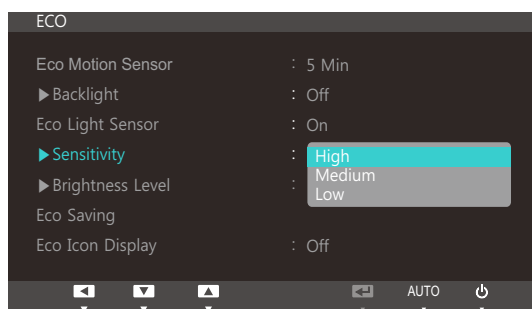 ECO
Eco Motion Sensor : 5 Min
▶Backlight : Off
Eco Light Sensor : On
▶Sensitivity : High
Medium
▶Brightness Level :
Low
Eco Saving
Eco Icon Display : Off
AUTO